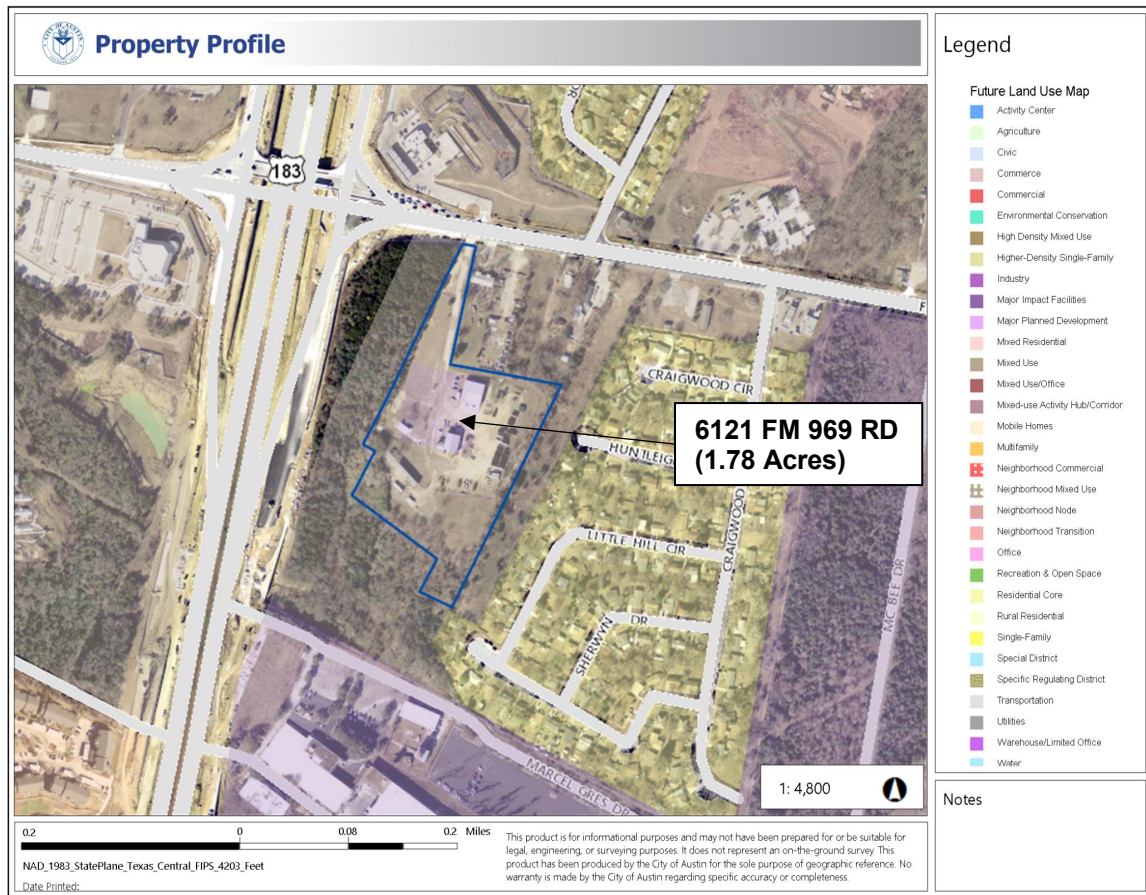 CITY OF AUSTIN
Property Profile
183
CRAIGWOOD CIR
HUNTLEIG
LITTLE HILL CIR
CRAIGWOOD
SHERWYN DR
MC BEE DR
MARCEL GRES DR
F
OR
6121 FM 969 RD
(1.78 Acres)
1: 4,800
Legend
Future Land Use Map
Activity Center
Agriculture
Civic
Commerce
Commercial
Environmental Conservation
High Density Mixed Use
Higher-Density Single-Family
Industry
Major Impact Facilities
Major Planned Development
Mixed Residential
Mixed Use
Mixed Use/Office
Mixed-use Activity Hub/Corridor
Mobile Homes
Multifamily
Neighborhood Commercial
Neighborhood Mixed Use
Neighborhood Node
Neighborhood Transition
Office
Recreation & Open Space
Residential Core
Rural Residential
Single-Family
Special District
Specific Regulating District
Transportation
Utilities
Warehouse/Limited Office
Water
Notes
0.2 0 0.08 0.2 Miles
NAD_1983_StatePlane_Texas_Central_FIPS_4203_Feet
Date Printed:
This product is for informational purposes and may not have been prepared for or be suitable for
legal, engineering, or surveying purposes. It does not represent an on-the-ground survey. This
product has been produced by the City of Austin for the sole purpose of geographic reference. No
warranty is made by the City of Austin regarding specific accuracy or completeness.